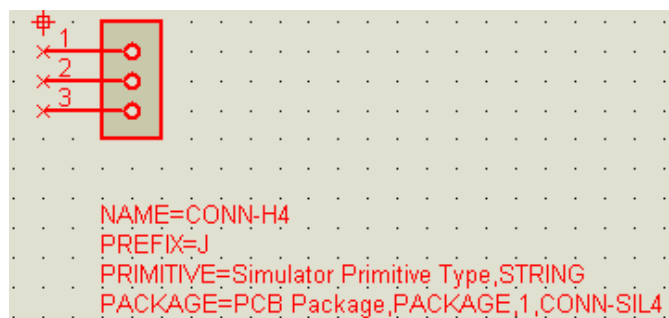 1
2
3
NAME=CONN-H4
PREFIX=J
PRIMITIVE=Simulator Primitive Type,STRING
PACKAGE=PCB Package,PACKAGE,1,CONN-SIL4